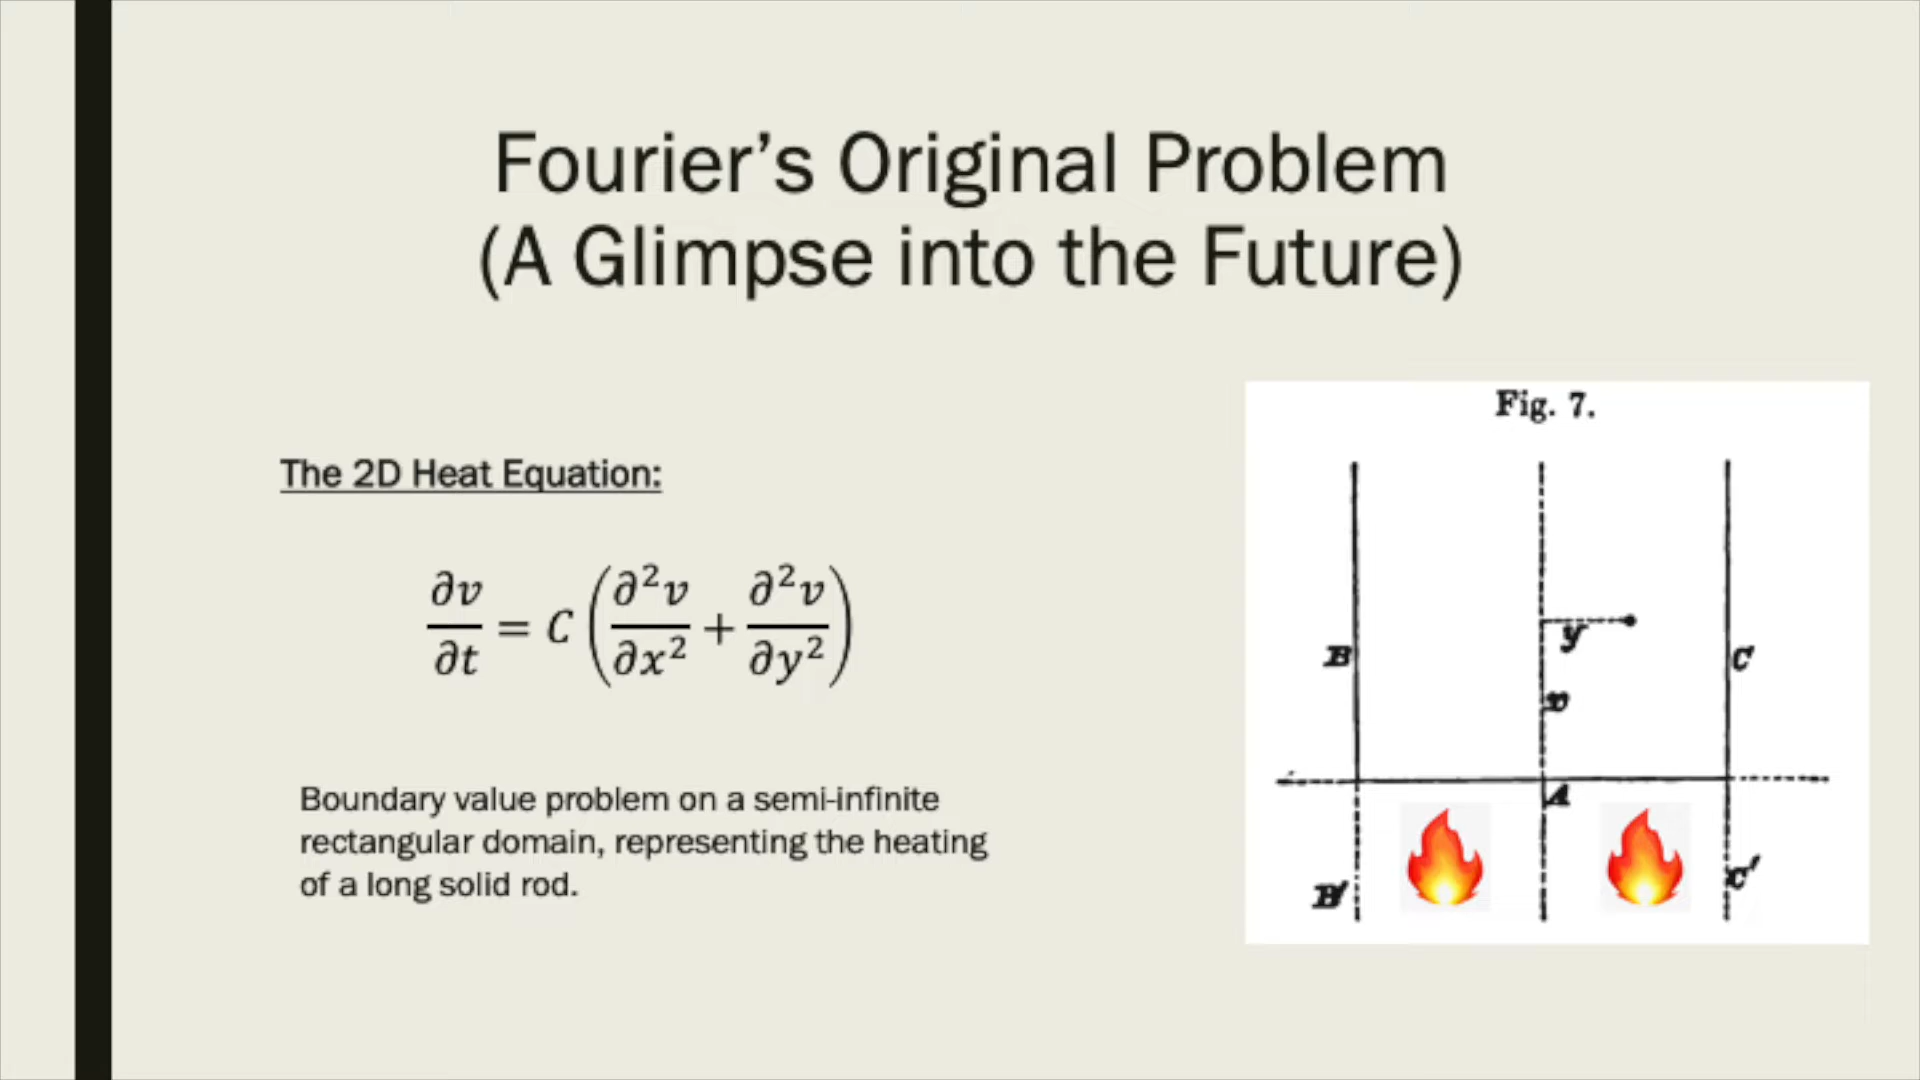 Fourier’s Original Problem
(A Glimpse into the Future)
The 2D Heat Equation:
∂v/∂t = C(∂²v/∂x² + ∂²v/∂y²)
Boundary value problem on a semi-infinite
rectangular domain, representing the heating
of a long solid rod.
Fig. 7.
y
B
C
x
A
B′
C′